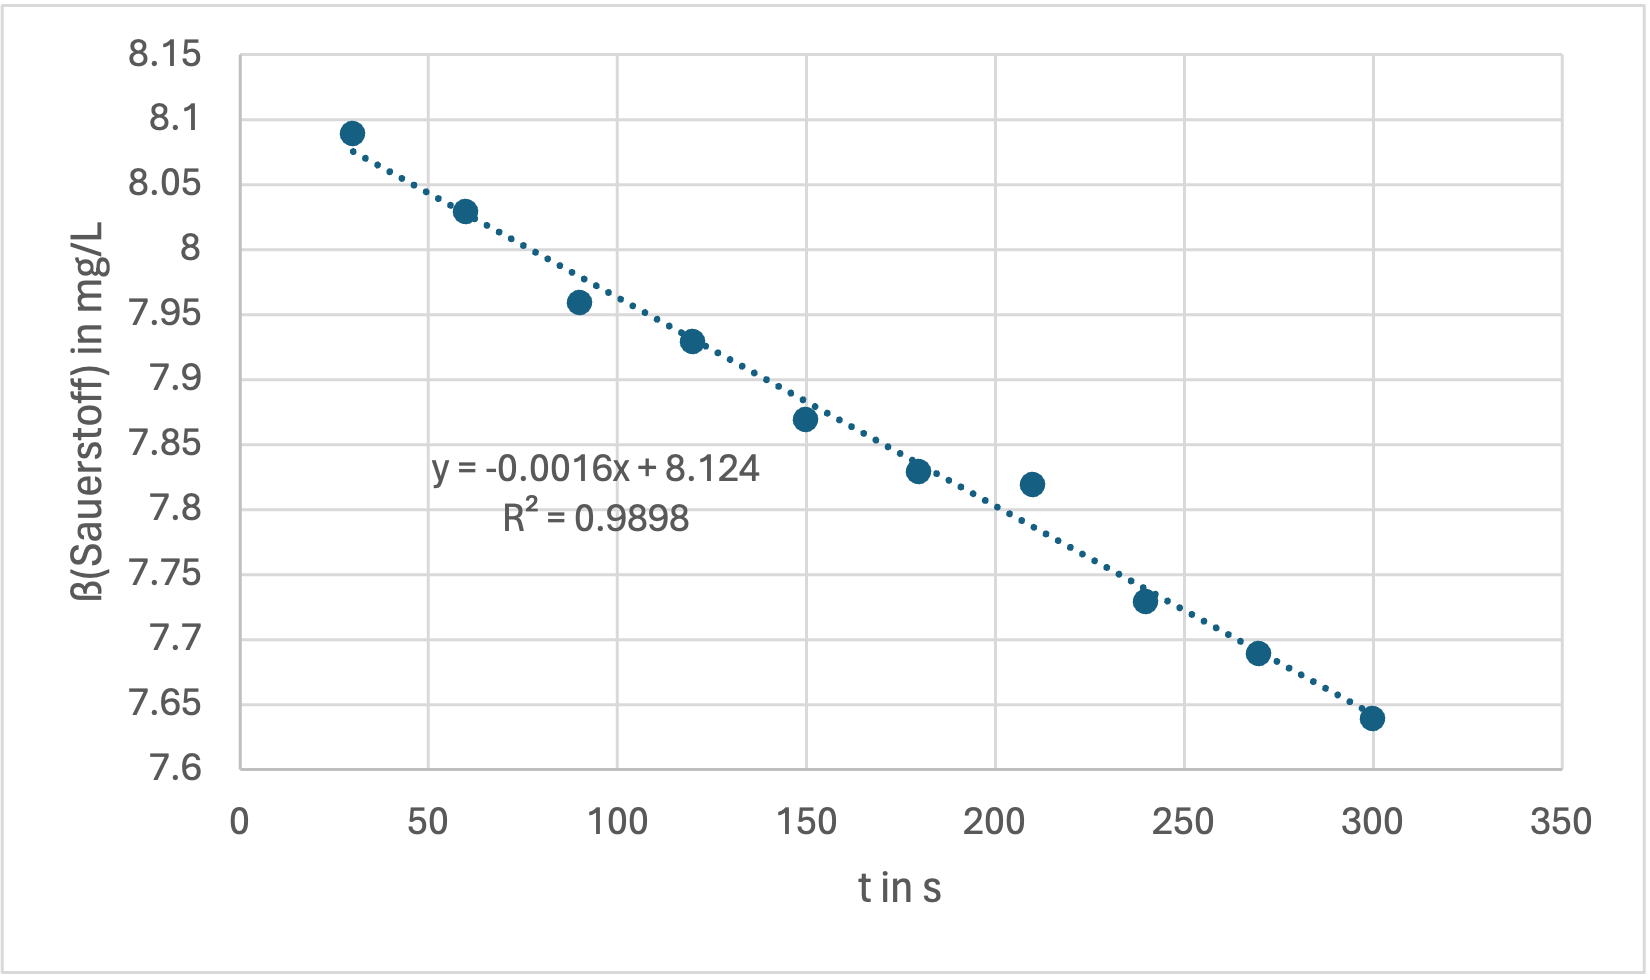 8.15
8.1
8.05
8
7.95
7.9
7.85
7.8
7.75
7.7
7.65
7.6
ß(Sauerstoff) in mg/L
y = -0.0016x + 8.124
R² = 0.9898
0 50 100 150 200 250 300 350
t in s